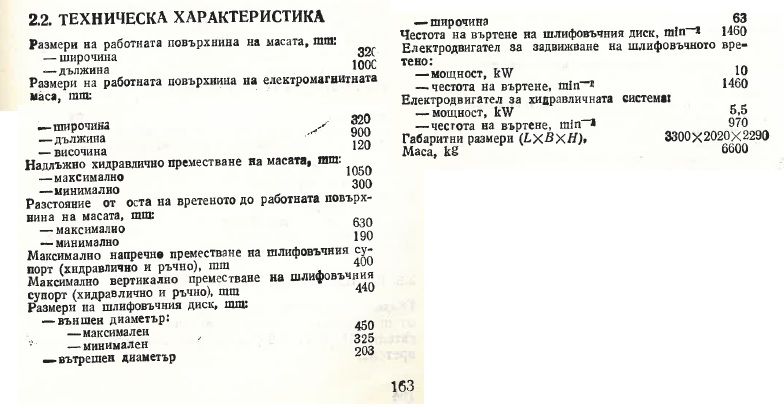 2.2. ТЕХНИЧЕСКА ХАРАКТЕРИСТИКА
Размери на работната повърхнина на масата, mm:
— широчина 320
— дължина 1000
Размери на работната повърхнина на електромагнитната
маса, mm:
— широчина 320
— дължина 900
— височина 120
Надлъжно хидравлично преместване на масата, mm:
— максимално 1050
— минимално 300
Разстояние от оста на вретеното до работната повърх-
нина на масата, mm:
— максимално 630
— минимално 190
Максимално напречно преместване на шлифовъчния су-
порт (хидравлично и ръчно), mm 400
Максимално вертикално преместване на шлифовъчния
супорт (хидравлично и ръчно), mm 440
Размери на шлифовъчния диск, mm:
— външен диаметър:
— максимален 450
— минимален 325
— вътрешен диаметър 203
163
— широчина 63
Честота на въртене на шлифовъчния диск, min⁻¹ 1460
Електродвигател за задвижване на шлифовъчното вре-
тено:
— мощност, kW 10
— честота на въртене, min⁻¹ 1460
Електродвигател за хидравличната система:
— мощност, kW 5,5
— честота на въртене, min⁻¹ 970
Габаритни размери (L×B×H), 3300×2020×2290
Маса, kg 6600